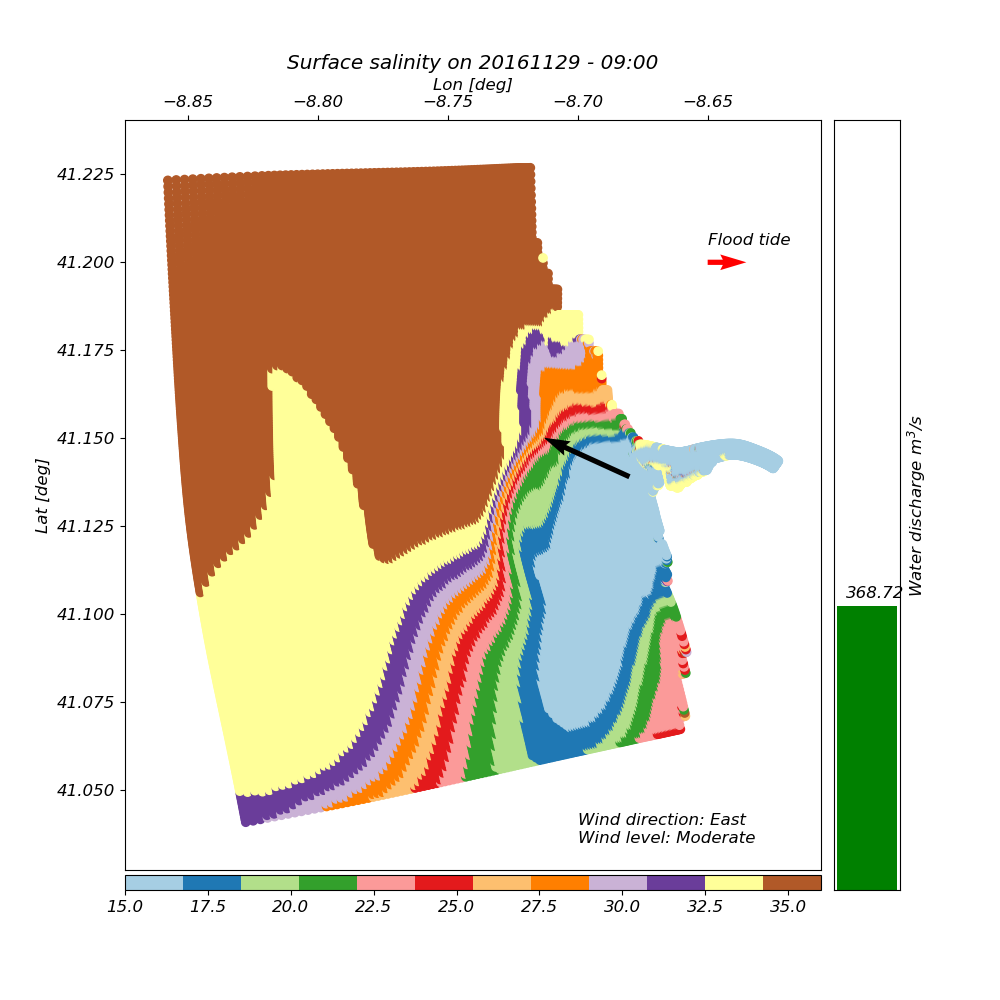 Surface salinity on 20161129 - 09:00
Lon [deg]
−8.85 −8.80 −8.75 −8.70 −8.65
41.225
41.200
41.175
41.150
41.125
41.100
41.075
41.050
Lat [deg]
Flood tide
Wind direction: East
Wind level: Moderate
368.72
Water discharge m³/s
15.0 17.5 20.0 22.5 25.0 27.5 30.0 32.5 35.0